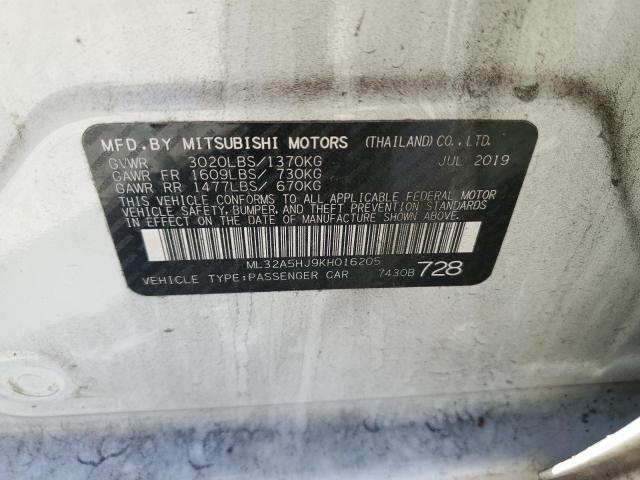 MFD.BY MITSUBISHI MOTORS (THAILAND)CO.,LTD.
GVWR 3020LBS/1370KG JUL 2019
GAWR FR 1609LBS/ 730KG
GAWR RR 1477LBS/ 670KG
THIS VEHICLE CONFORMS TO ALL APPLICABLE FEDERAL MOTOR
VEHICLE SAFETY, BUMPER, AND THEFT PREVENTION STANDARDS IN
EFFECT ON THE DATE OF MANUFACTURE SHOWN ABOVE.
ML32A5HJ9KH016205
VEHICLE TYPE:PASSENGER CAR 7430B 728